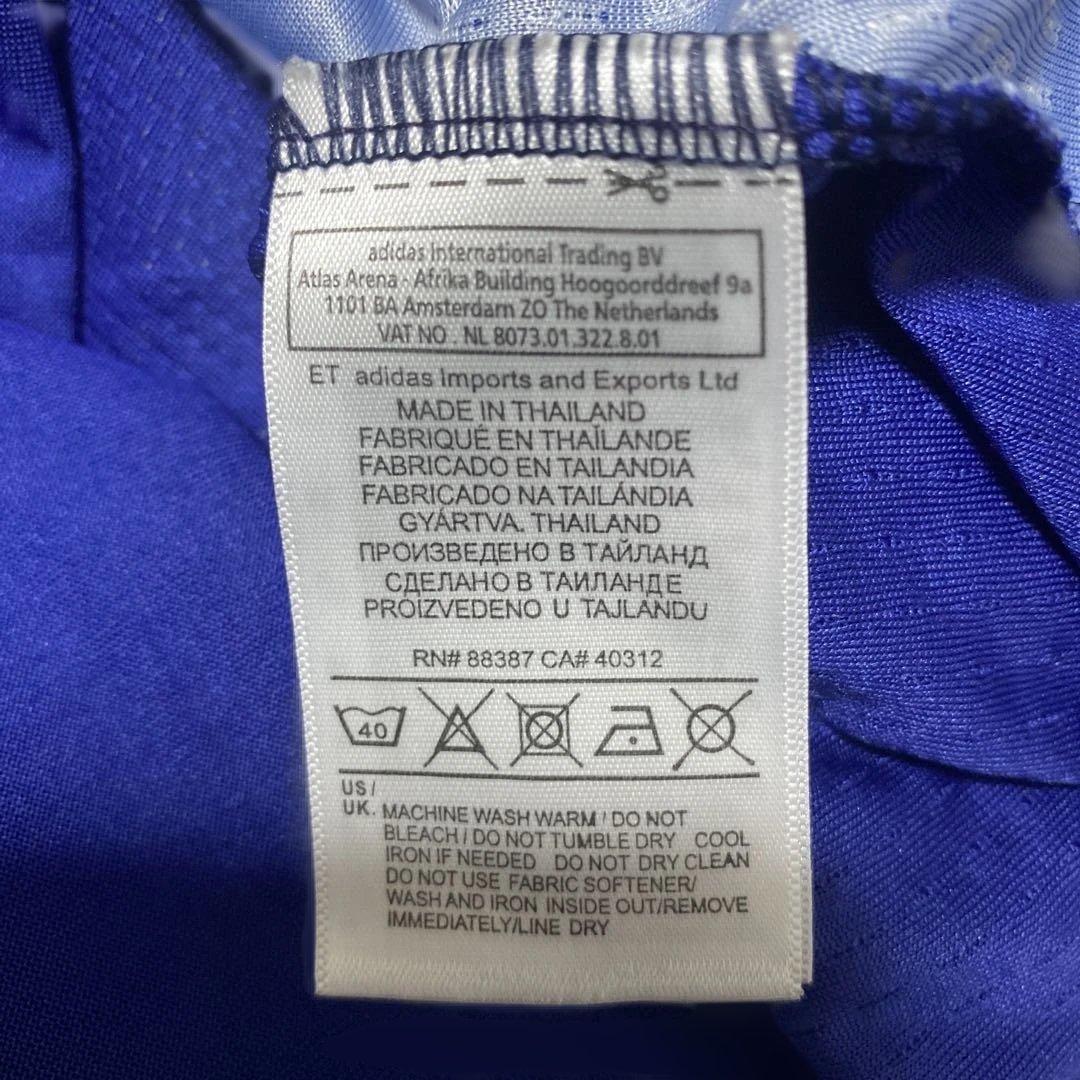 adidas International Trading BV
Atlas Arena - Afrika Building Hoogoorddreef 9a
1101 BA Amsterdam ZO The Netherlands
VAT NO. NL 8073.01.322.8.01
ET adidas Imports and Exports Ltd
MADE IN THAILAND
FABRIQUÉ EN THAÏLANDE
FABRICADO EN TAILANDIA
FABRICADO NA TAILÁNDIA
GYÁRTVA. THAILAND
ПРОИЗВЕДЕНО В ТАЙЛАНД
СДЕЛАНО В ТАИЛАНДЕ
PROIZVEDENO U TAJLANDU
RN# 88387 CA# 40312
40
US/
UK. MACHINE WASH WARM / DO NOT
BLEACH / DO NOT TUMBLE DRY COOL
IRON IF NEEDED DO NOT DRY CLEAN
DO NOT USE FABRIC SOFTENER/
WASH AND IRON INSIDE OUT/REMOVE
IMMEDIATELY/LINE DRY